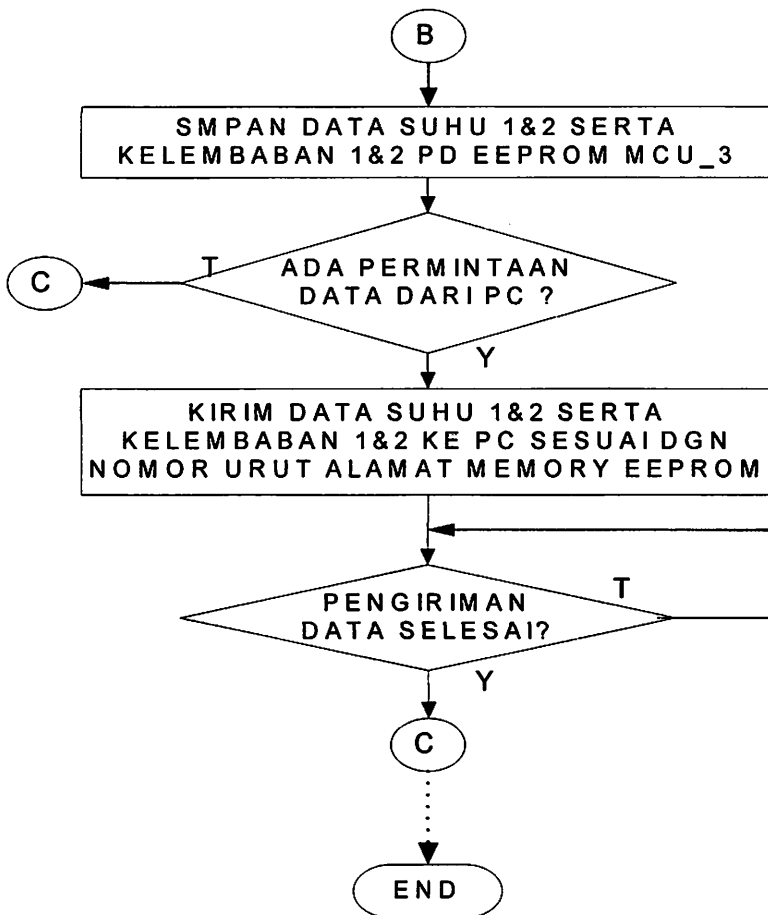 B
SMPAN DATA SUHU 1&2 SERTA
KELEMBABAN 1&2 PD EEPROM MCU_3
T
C
ADA PERMINTAAN
DATA DARI PC ?
Y
KIRIM DATA SUHU 1&2 SERTA
KELEMBABAN 1&2 KE PC SESUAI DGN
NOMOR URUT ALAMAT MEMORY EEPROM
PENGIRIMAN
DATA SELESAI?
T
Y
C
END